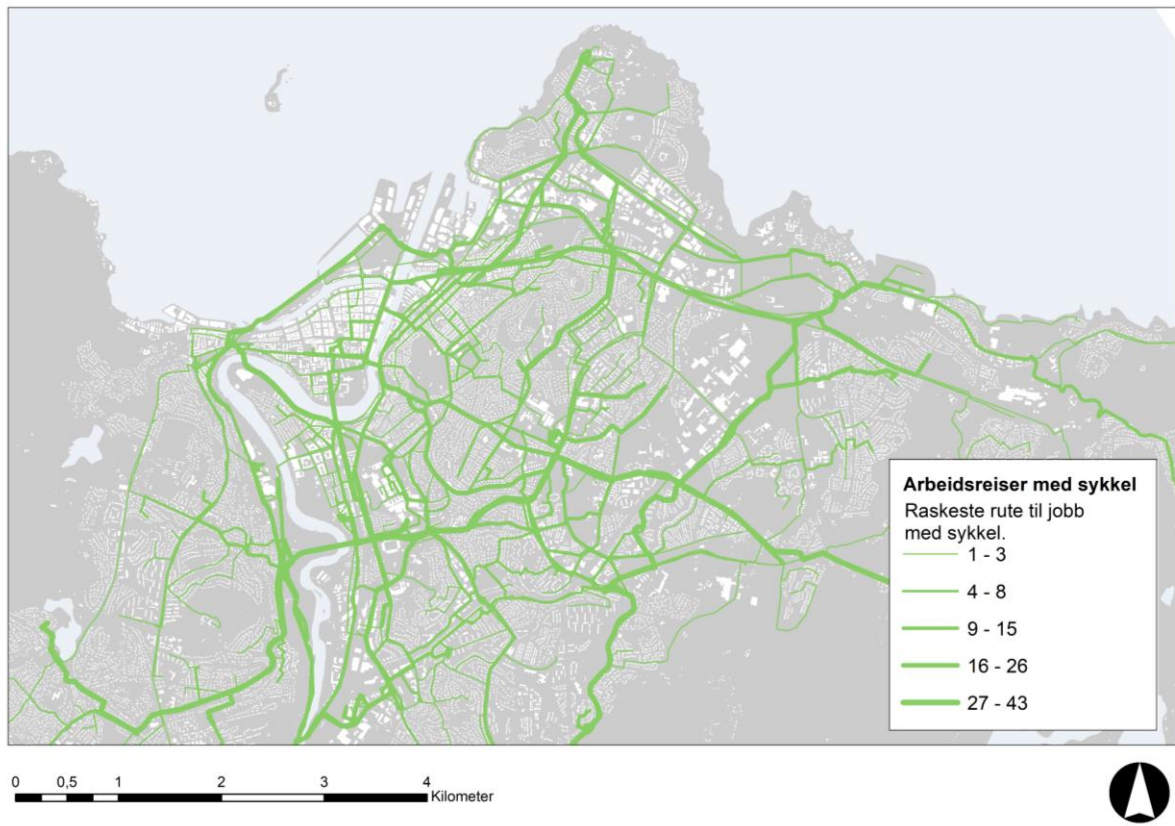 Arbeidsreiser med sykkel
Raskeste rute til jobb
med sykkel.
1 - 3
4 - 8
9 - 15
16 - 26
27 - 43
0 0,5 1 2 3 4
Kilometer